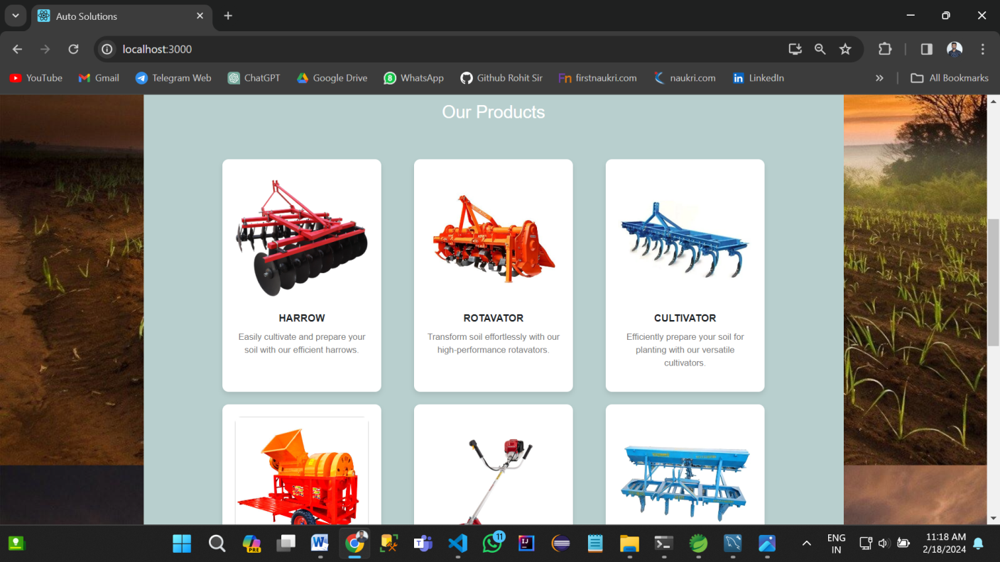 Auto Solutions
localhost:3000
YouTube
Gmail
Telegram Web
ChatGPT
Google Drive
WhatsApp
Github Rohit Sir
firstnaukri.com
naukri.com
LinkedIn
All Bookmarks
Our Products
HARROW
Easily cultivate and prepare your
soil with our efficient harrows.
ROTAVATOR
Transform soil effortlessly with our
high-performance rotavators.
CULTIVATOR
Efficiently prepare your soil for
planting with our versatile
cultivators.
PRE
11
ENG
IN
11:18 AM
2/18/2024